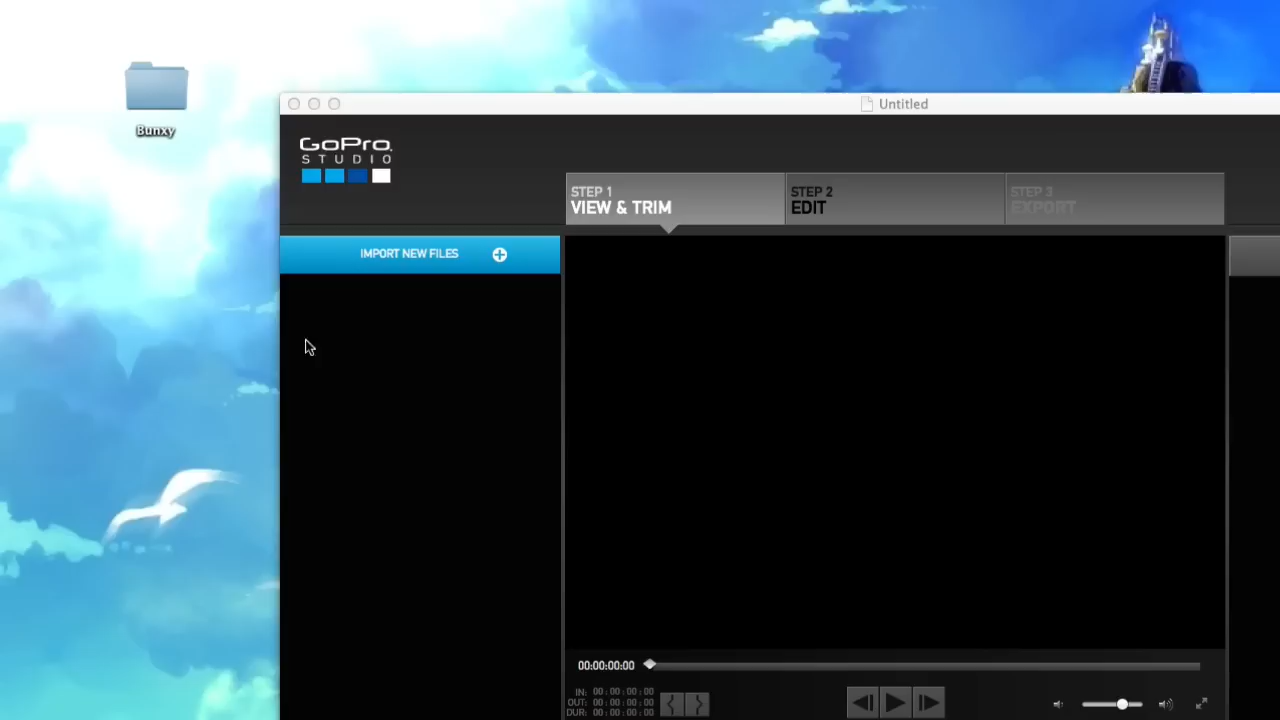 Bunxy
Untitled
GoPro
STUDIO
STEP 1
VIEW & TRIM
STEP 2
EDIT
STEP 3
EXPORT
IMPORT NEW FILES
00:00:00:00
IN: 00:00:00:00
OUT: 00:00:00:00
DUR: 00:00:00:00